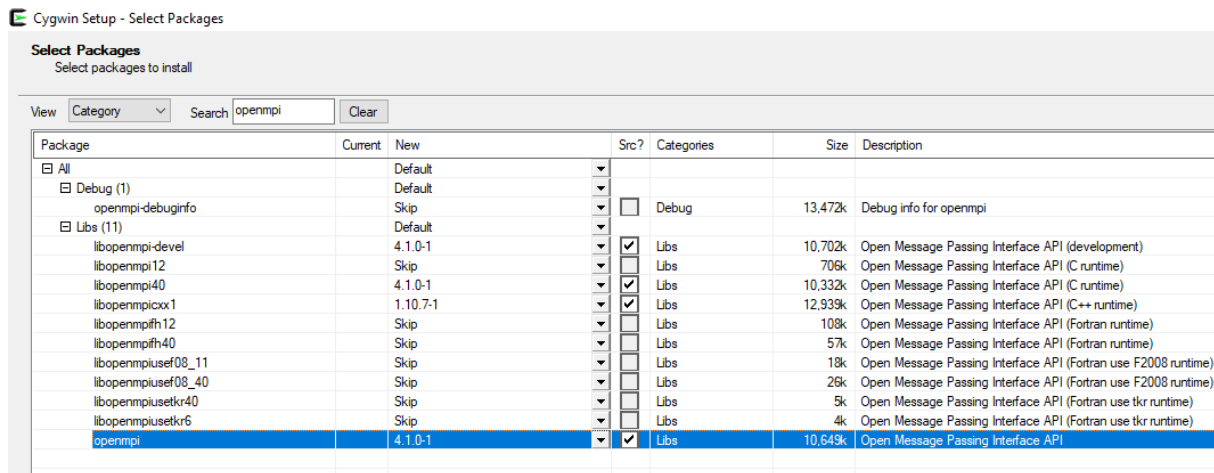 Cygwin Setup - Select Packages
Select Packages
Select packages to install
View Category Search openmpi Clear
Package Current New Src? Categories Size Description
All Default
Debug (1) Default
openmpi-debuginfo Skip Debug 13,472k Debug info for openmpi
Libs (11) Default
libopenmpi-devel 4.1.0-1 Libs 10,702k Open Message Passing Interface API (development)
libopenmpi12 Skip Libs 706k Open Message Passing Interface API (C runtime)
libopenmpi40 4.1.0-1 Libs 10,332k Open Message Passing Interface API (C runtime)
libopenmpicxx1 1.10.7-1 Libs 12,939k Open Message Passing Interface API (C++ runtime)
libopenmpifh12 Skip Libs 108k Open Message Passing Interface API (Fortran runtime)
libopenmpifh40 Skip Libs 57k Open Message Passing Interface API (Fortran runtime)
libopenmpiusef08_11 Skip Libs 18k Open Message Passing Interface API (Fortran use F2008 runtime)
libopenmpiusef08_40 Skip Libs 26k Open Message Passing Interface API (Fortran use F2008 runtime)
libopenmpiusetkr40 Skip Libs 5k Open Message Passing Interface API (Fortran use tkr runtime)
libopenmpiusetkr6 Skip Libs 4k Open Message Passing Interface API (Fortran use tkr runtime)
openmpi 4.1.0-1 Libs 10,649k Open Message Passing Interface API